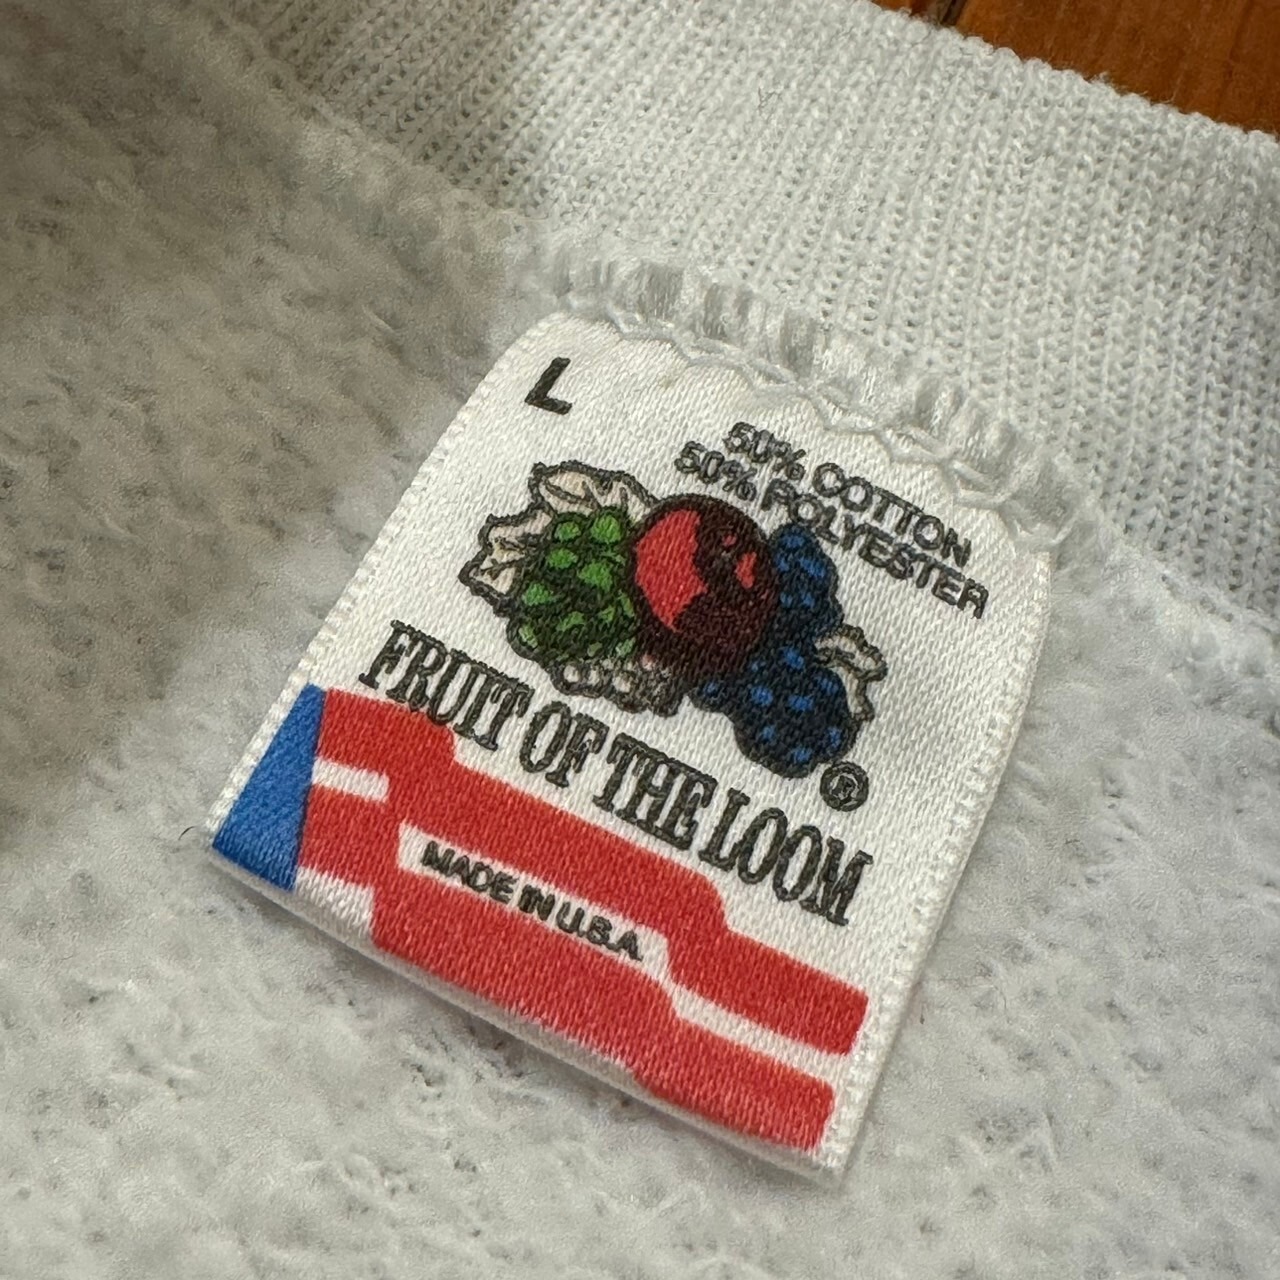 L
50% COTTON
50% POLYESTER
FRUIT OF THE LOOM
®
MADE IN U.S.A.